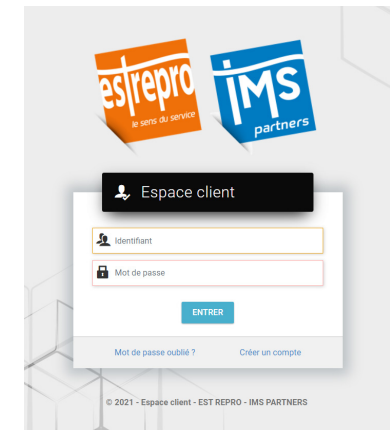 estrepro
le sens du service
iMS
partners
Espace client
Identifiant
Mot de passe
ENTRER
Mot de passe oublié ?
Créer un compte
© 2021 - Espace client - EST REPRO - IMS PARTNERS